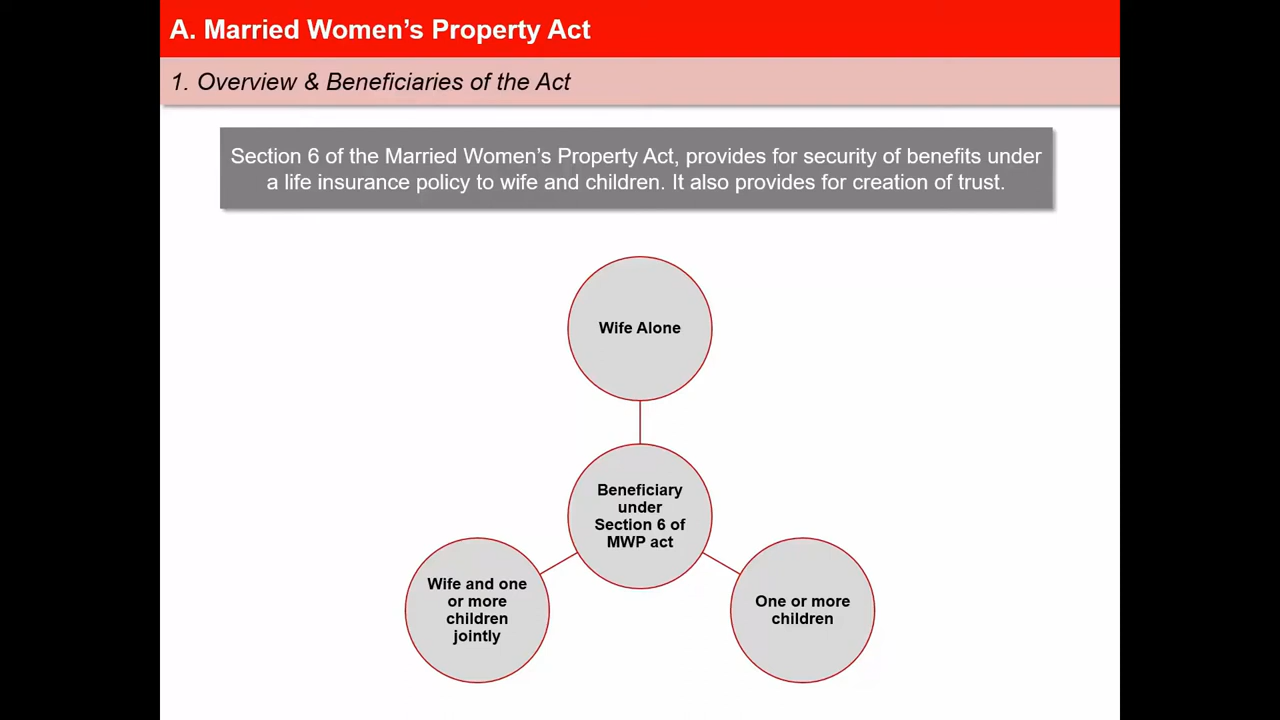 A. Married Women's Property Act
1. Overview & Beneficiaries of the Act
Section 6 of the Married Women's Property Act, provides for security of benefits under
a life insurance policy to wife and children. It also provides for creation of trust.
Wife Alone
Beneficiary
under
Section 6 of
MWP act
Wife and one
or more
children
jointly
One or more
children